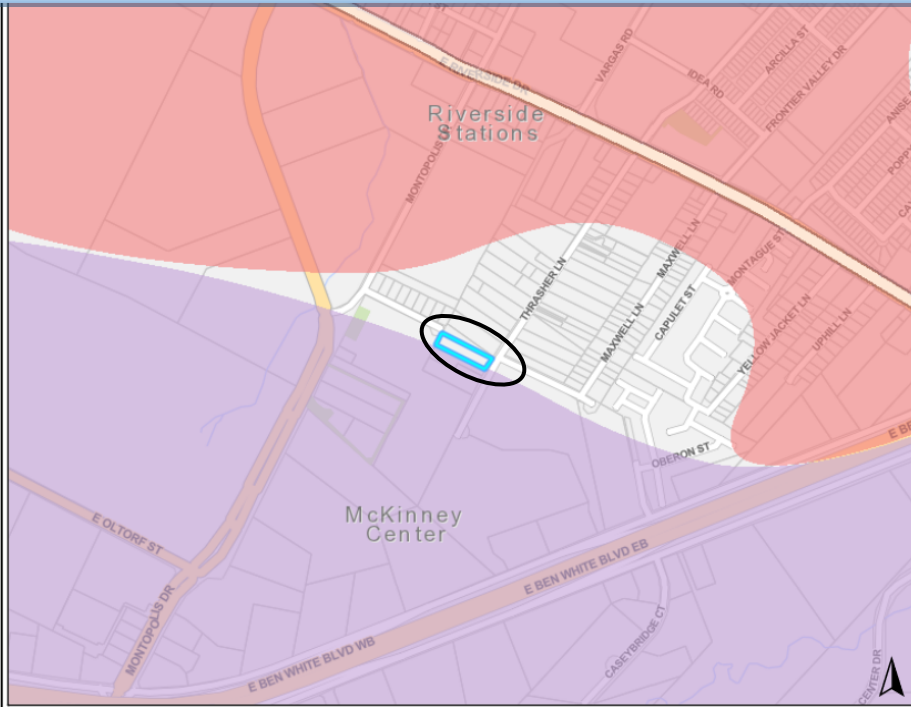 E RIVERSIDE DR
VARGAS RD
ARCILLA ST
IDEA RD
FRONTIER VALLEY DR
Riverside
Stations
MONTOPOLIS
MAXWELL LN
MONTAGUE ST
THRASHER LN
CAPULET ST
MAXWELL LN
YELLOW JACKET LN
UPHILL LN
OBERON ST
McKinney
Center
E OLTORF ST
MONTOPOLIS DR
E BEN WHITE BLVD EB
E BEN WHITE BLVD WB
CASEYBRIDGE CT
CENTER DR